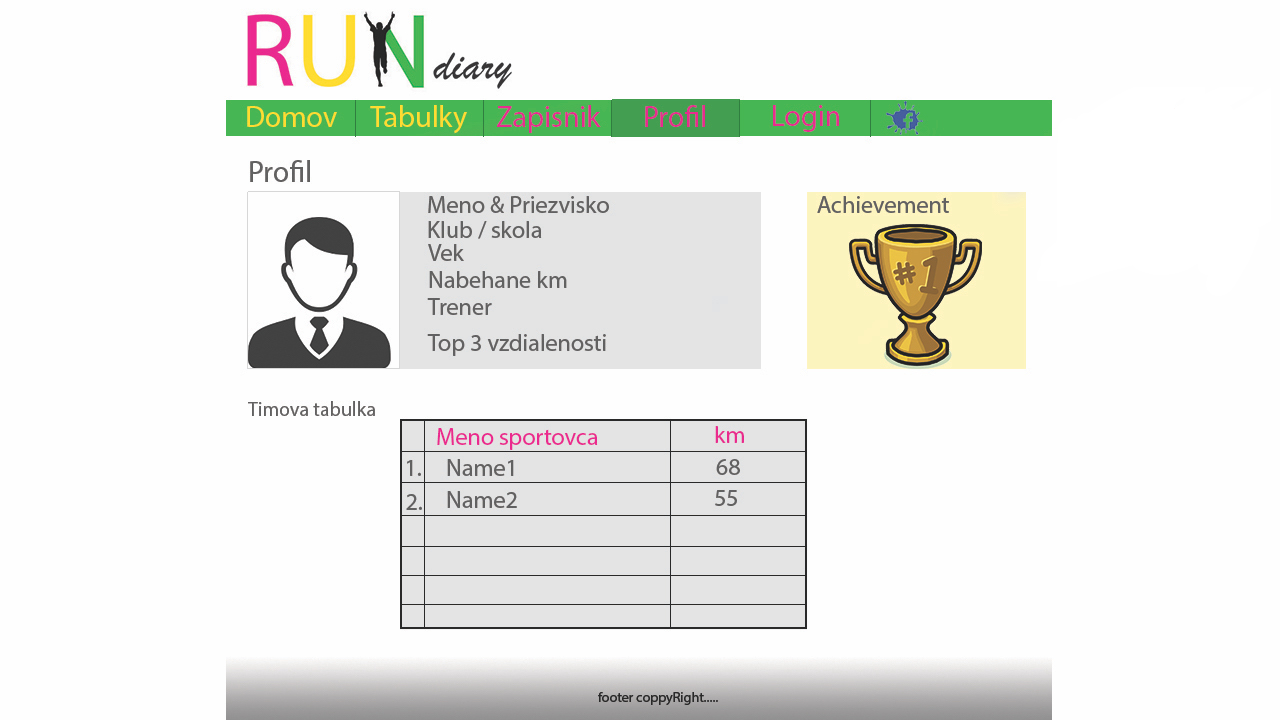 RUN diary
Domov Tabulky Zapisnik Profil Login f
Profil
Meno & Priezvisko
Klub / skola
Vek
Nabehane km
Trener
Top 3 vzdialenosti
Achievement
#1
Timova tabulka
Meno sportovca km
1. Name1 68
2. Name2 55
footer coppyRight.....